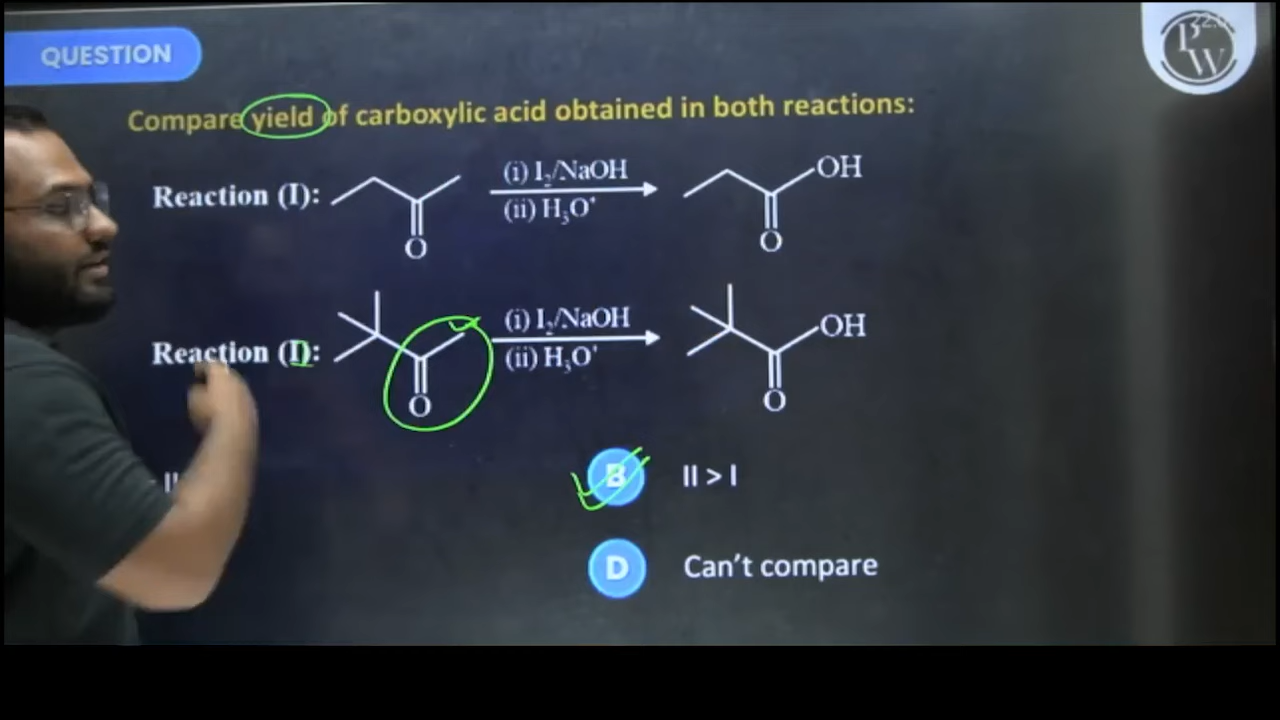 QUESTION
PW
Compare yield of carboxylic acid obtained in both reactions:
Reaction (I):
(i) I₂/NaOH
(ii) H₃O⁺
O
OH
O
Reaction (II):
(i) I₂/NaOH
(ii) H₃O⁺
O
OH
O
B II > I
D Can't compare